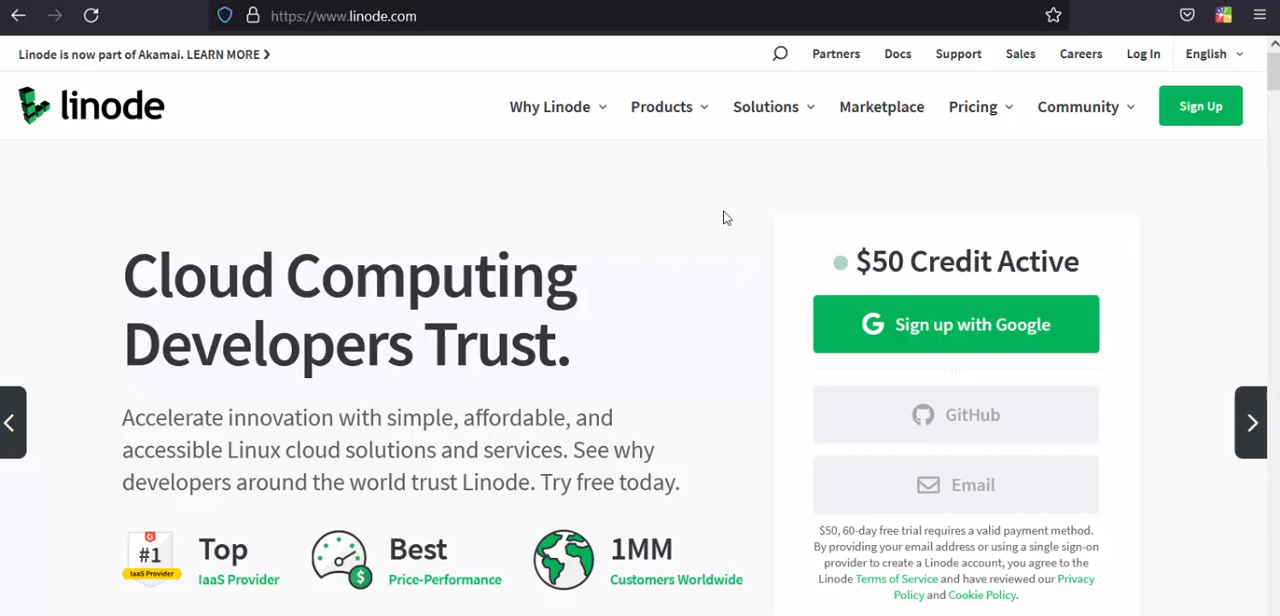 https://www.linode.com
Linode is now part of Akamai. LEARN MORE
Partners Docs Support Sales Careers Log In English
linode
Why Linode Products Solutions Marketplace Pricing Community Sign Up
Cloud Computing
Developers Trust.
Accelerate innovation with simple, affordable, and
accessible Linux cloud solutions and services. See why
developers around the world trust Linode. Try free today.
#1
IaaS Provider
Top
IaaS Provider
$
Best
Price-Performance
1MM
Customers Worldwide
$50 Credit Active
G Sign up with Google
Or
GitHub
Email
$50, 60-day free trial requires a valid payment method.
By providing your email address or using a single sign-on
provider to create a Linode account, you agree to the
Linode Terms of Service and have reviewed our Privacy
Policy and Cookie Policy.